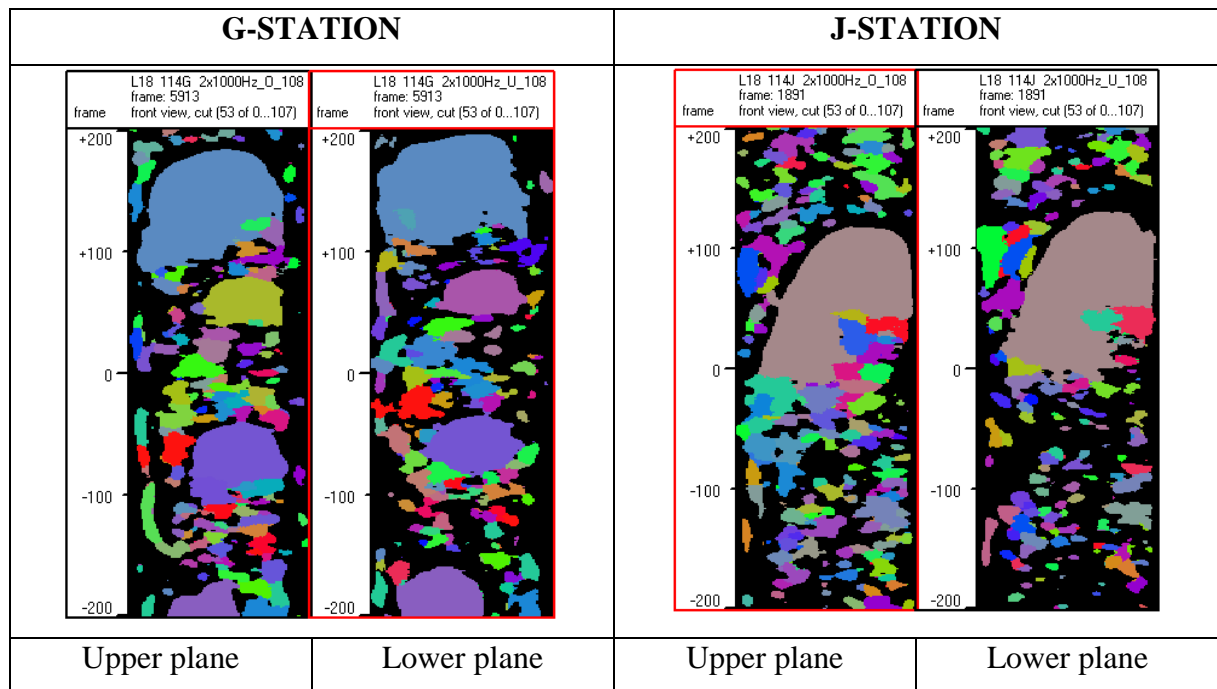 G-STATION
J-STATION
L18 114G 2x1000Hz_O_108
frame: 5913
frame front view, cut (53 of 0...107)
+200
+100
0
-100
-200
L18 114G 2x1000Hz_U_108
frame: 5913
frame front view, cut (53 of 0...107)
+200
+100
0
-100
-200
L18 114J 2x1000Hz_O_108
frame: 1891
frame front view, cut (53 of 0...107)
+200
+100
0
-100
-200
L18 114J 2x1000Hz_U_108
frame: 1891
frame front view, cut (53 of 0...107)
+200
+100
0
-100
-200
Upper plane
Lower plane
Upper plane
Lower plane